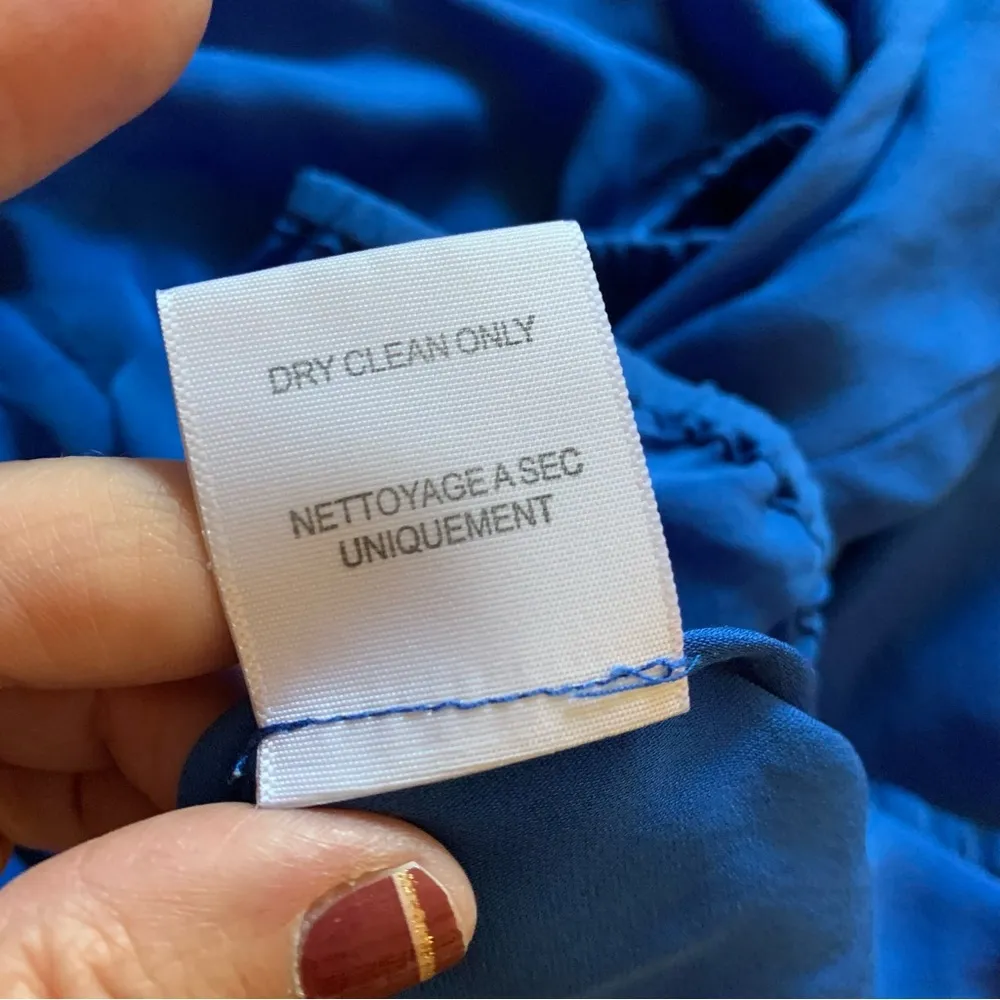 DRY CLEAN ONLY
NETTOYAGE A SEC
UNIQUEMENT